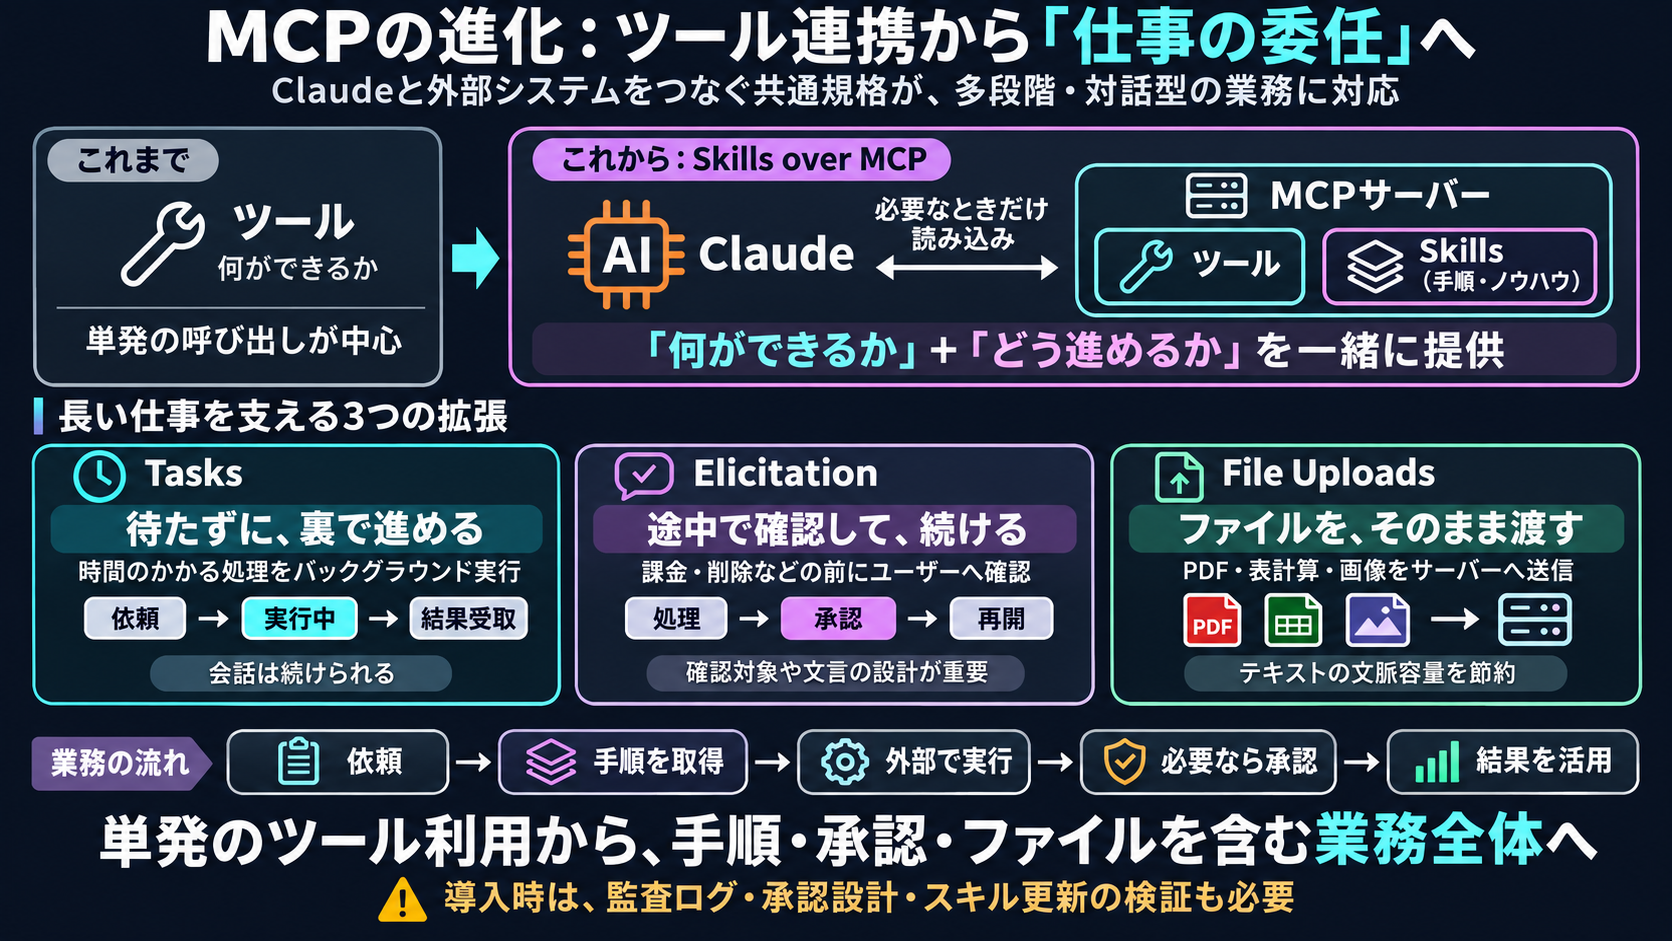 MCPの進化：ツール連携から「仕事の委任」へ
Claudeと外部システムをつなぐ共通規格が、多段階・対話型の業務に対応
これまで
ツール
何ができるか
単発の呼び出しが中心
これから：Skills over MCP
AI
Claude
必要なときだけ
読み込み
MCPサーバー
ツール
Skills
（手順・ノウハウ）
「何ができるか」＋「どう進めるか」を一緒に提供
長い仕事を支える3つの拡張
Tasks
待たずに、裏で進める
時間のかかる処理をバックグラウンド実行
依頼 → 実行中 → 結果受取
会話は続けられる
Elicitation
途中で確認して、続ける
課金・削除などの前にユーザーへ確認
処理 → 承認 → 再開
確認対象や文言の設計が重要
File Uploads
ファイルを、そのまま渡す
PDF・表計算・画像をサーバーへ送信
PDF
テキストの文脈容量を節約
業務の流れ
依頼 → 手順を取得 → 外部で実行 → 必要なら承認 → 結果を活用
単発のツール利用から、手順・承認・ファイルを含む業務全体へ
導入時は、監査ログ・承認設計・スキル更新の検証も必要